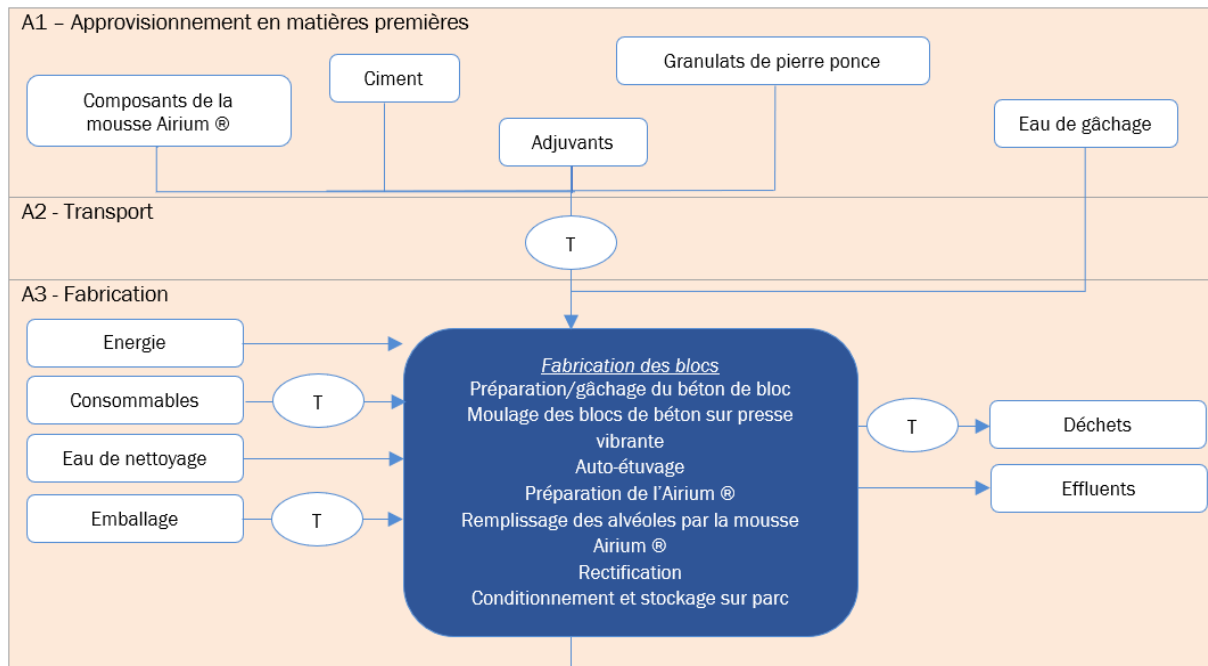 A1 – Approvisionnement en matières premières
Composants de la
mousse Airium ®
Ciment
Adjuvants
Granulats de pierre ponce
Eau de gâchage
A2 - Transport
T
A3 - Fabrication
Energie
Consommables
T
Eau de nettoyage
Emballage
T
Fabrication des blocs
Préparation/gâchage du béton de bloc
Moulage des blocs de béton sur presse
vibrante
Auto-étuvage
Préparation de l'Airium ®
Remplissage des alvéoles par la mousse
Airium ®
Rectification
Conditionnement et stockage sur parc
T
Déchets
Effluents